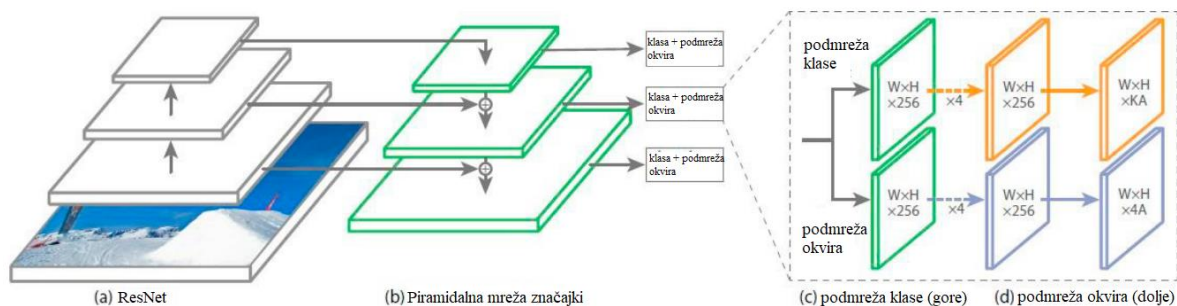 klasa + podmreža
okvira
klasa + podmreža
okvira
klasa + podmreža
okvira
podmreža
klase
W×H
×256
×4
W×H
×256
W×H
×KA
W×H
×256
×4
W×H
×256
W×H
×4A
podmreža
okvira
(a) ResNet
(b) Piramidalna mreža značajki
(c) podmreža klase (gore)
(d) podmreža okvira (dolje)